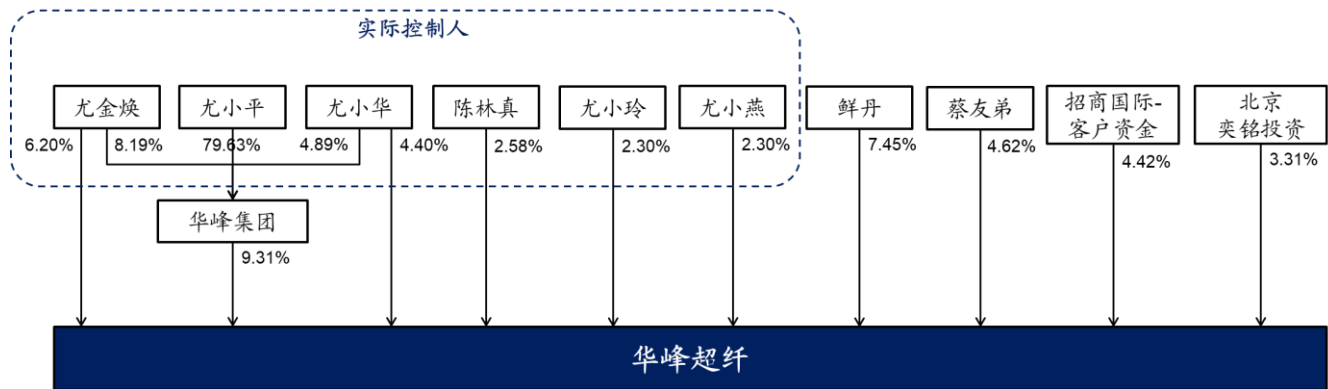 实际控制人
尤金焕
尤小平
尤小华
陈林真
尤小玲
尤小燕
鲜丹
蔡友弟
招商国际-
客户资金
北京
奕铭投资
6.20%
8.19%
79.63%
4.89%
4.40%
2.58%
2.30%
2.30%
7.45%
4.62%
4.42%
3.31%
华峰集团
9.31%
华峰超纤